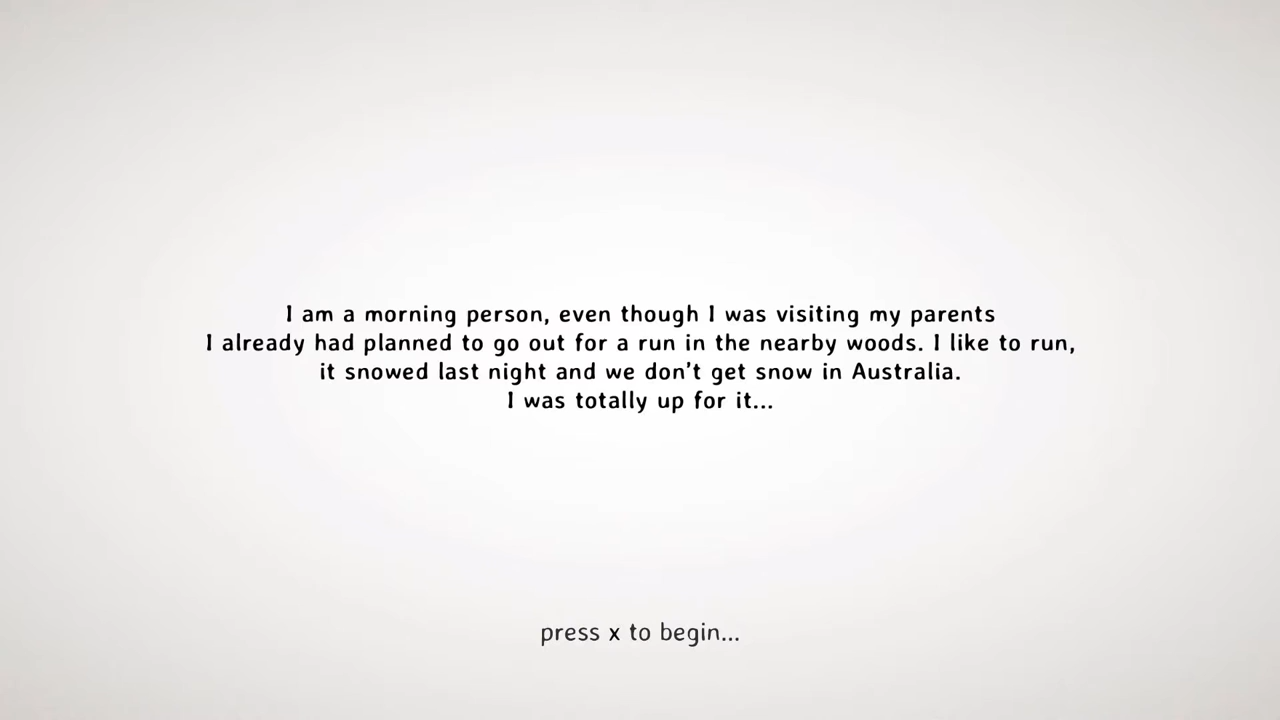 I am a morning person, even though I was visiting my parents
I already had planned to go out for a run in the nearby woods. I like to run,
it snowed last night and we don't get snow in Australia.
I was totally up for it...
press x to begin...